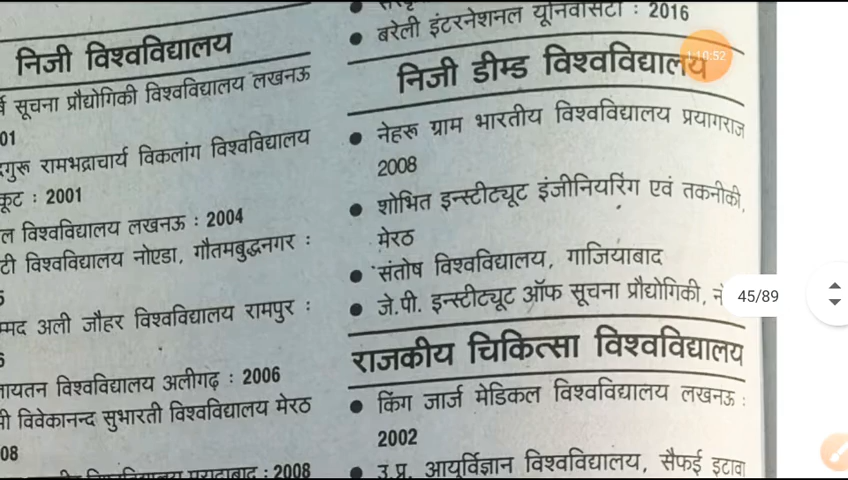 निजी विश्वविद्यालय
सूचना प्रौद्योगिकी विश्वविद्यालय लखनऊ
01
रामभद्राचार्य विकलांग विश्वविद्यालय
: 2001
विश्वविद्यालय लखनऊ : 2004
विश्वविद्यालय नोएडा, गौतमबुद्धनगर :
अली जौहर विश्वविद्यालय रामपुर :
विश्वविद्यालय अलीगढ़ : 2006
विवेकानन्द सुभारती विश्वविद्यालय मेरठ
08
: 2008
• बरेली इंटरनेशनल यूनिवर्सिटी : 2016
निजी डीम्ड विश्वविद्यालय
1:10:52
• नेहरू ग्राम भारतीय विश्वविद्यालय प्रयागराज
2008
• शोभित इन्स्टीट्यूट इंजीनियरिंग एवं तकनीकी,
मेरठ
• संतोष विश्वविद्यालय, गाजियाबाद
• जे.पी. इन्स्टीट्यूट ऑफ सूचना प्रौद्योगिकी,
45/89
राजकीय चिकित्सा विश्वविद्यालय
• किंग जार्ज मेडिकल विश्वविद्यालय लखनऊ :
2002
• उ.प्र. आयुर्विज्ञान विश्वविद्यालय, सैफई इटावा